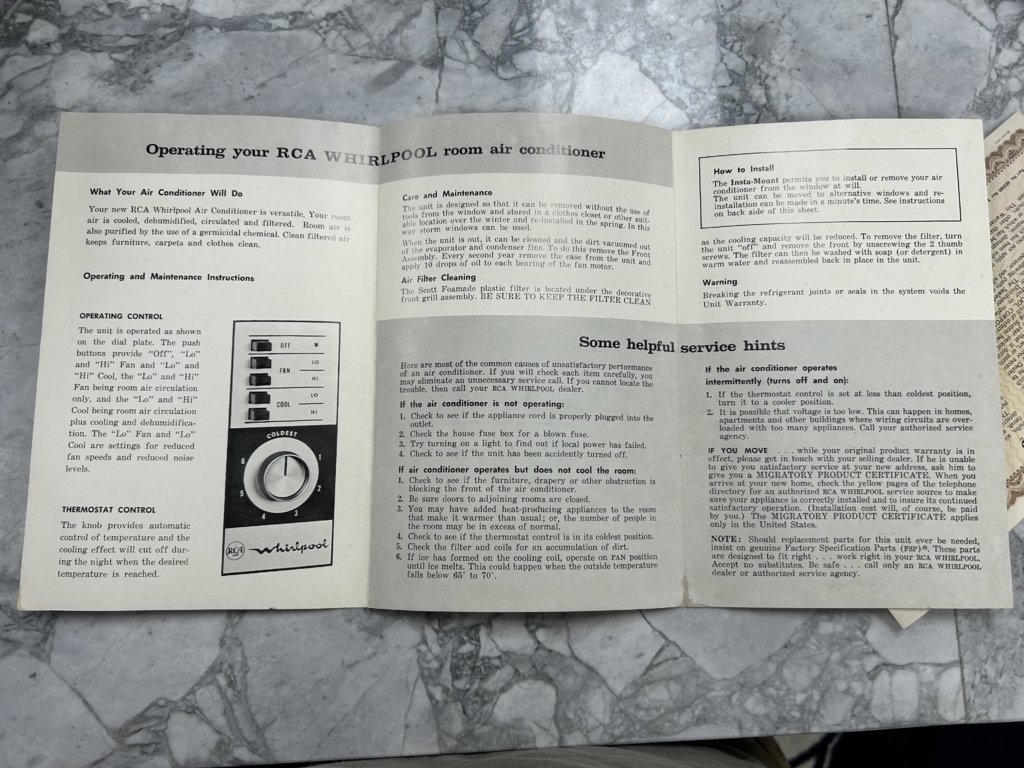 Operating your RCA WHIRLPOOL room air conditioner
What Your Air Conditioner Will Do
Your new RCA Whirlpool Air Conditioner is versatile. Your room
air is cooled, dehumidified, circulated and filtered. Room air is
also purified by the use of a germicidal chemical. Clean filtered air
keeps furniture, carpets and clothes clean.
Operating and Maintenance Instructions
OPERATING CONTROL
The unit is operated as shown
on the dial plate. The push
buttons provide "Off", "Lo"
and "Hi" Fan and "Lo" and
"Hi" Cool, the "Lo" and "Hi"
Fan being room air circulation
only, and the "Lo" and "Hi"
Cool being room air circulation
plus cooling and dehumidifica-
tion. The "Lo" Fan and "Lo"
Cool are settings for reduced
fan speeds and reduced noise
levels.
THERMOSTAT CONTROL
The knob provides automatic
control of temperature and the
cooling effect will cut off dur-
ing the night when the desired
temperature is reached.
OFF *
LO
FAN
HI
LO
COOL
HI
COLDEST
6 1
5 2
4 3
RCA Whirlpool
Care and Maintenance
The unit is designed so that it can be removed without the use of
tools from the window and stored in a clothes closet or other suit-
able location over the winter and re-installed in the spring. In this
way storm windows can be used.
When the unit is out, it can be cleaned and the dirt vacuumed out
of the evaporator and condenser fins. To do this remove the Front
Assembly. Every second year remove the case from the unit and
apply 10 drops of oil to each bearing of the fan motor.
Air Filter Cleaning
The Scott Foamade plastic filter is located under the decorative
front grill assembly. BE SURE TO KEEP THE FILTER CLEAN
How to Install
The Insta-Mount permits you to install or remove your air
conditioner from the window at will.
The unit can be moved to alternative windows and re-
installation can be made in a minute's time. See instructions
on back side of this sheet.
as the cooling capacity will be reduced. To remove the filter, turn
the unit "off" and remove the front by unscrewing the 2 thumb
screws. The filter can then be washed with soap (or detergent) in
warm water and reassembled back in place in the unit.
Warning
Breaking the refrigerant joints or seals in the system voids the
Unit Warranty.
Some helpful service hints
Here are most of the common causes of unsatisfactory performance
of an air conditioner. If you will check each item carefully, you
may eliminate an unnecessary service call. If you cannot locate the
trouble, then call your RCA WHIRLPOOL dealer.
If the air conditioner is not operating:
1. Check to see if the appliance cord is properly plugged into the
outlet.
2. Check the house fuse box for a blown fuse.
3. Try turning on a light to find out if local power has failed.
4. Check to see if the unit has been accidently turned off.
If air conditioner operates but does not cool the room:
1. Check to see if the furniture, drapery or other obstruction is
blocking the front of the air conditioner.
2. Be sure doors to adjoining rooms are closed.
3. You may have added heat-producing appliances to the room
that make it warmer than usual; or, the number of people in
the room may be in excess of normal.
4. Check to see if the thermostat control is in its coldest position.
5. Check the filter and coils for an accumulation of dirt.
6. If ice has formed on the cooling coil, operate on FAN position
until ice melts. This could happen when the outside temperature
falls below 65° to 70°.
If the air conditioner operates
intermittently (turns off and on):
1. If the thermostat control is set at less than coldest position,
turn it to a cooler position.
2. It is possible that voltage is too low. This can happen in homes,
apartments and other buildings where wiring circuits are over-
loaded with too many appliances. Call your authorized service
agency.
IF YOU MOVE . . . while your original product warranty is in
effect, please get in touch with your selling dealer. If he is unable
to give you satisfactory service at your new address, ask him to
give you a MIGRATORY PRODUCT CERTIFICATE. When you
arrive at your new home, check the yellow pages of the telephone
directory for an authorized RCA WHIRLPOOL service source to make
sure your appliance is correctly installed and to insure its continued
satisfactory operation. (Installation cost will, of course, be paid
by you.) The MIGRATORY PRODUCT CERTIFICATE applies
only in the United States.
NOTE: Should replacement parts for this unit ever be needed,
insist on genuine Factory Specification Parts (FSP)®. These parts
are designed to fit right . . . work right in your RCA WHIRLPOOL.
Accept no substitutes. Be safe . . . call only an RCA WHIRLPOOL
dealer or authorized service agency.